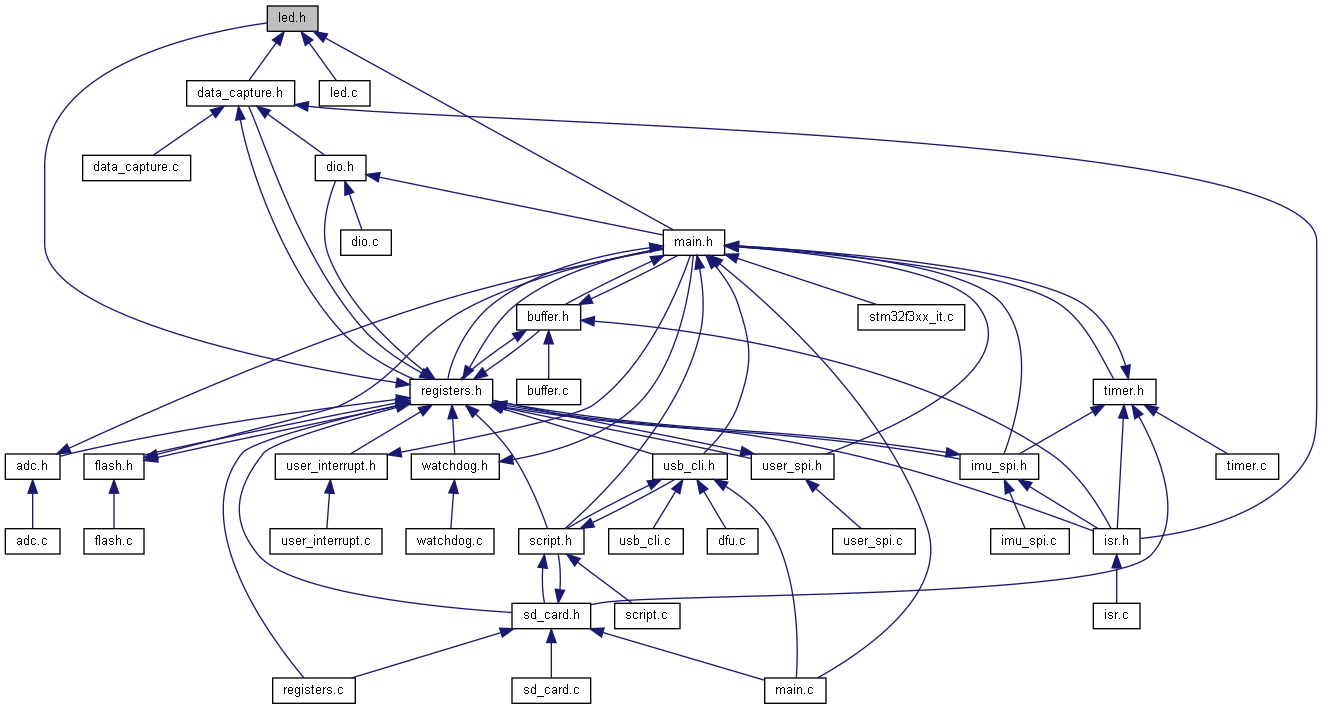 led.h
data_capture.h
led.c
data_capture.c
dio.h
dio.c
main.h
buffer.h
stm32f3xx_it.c
registers.h
buffer.c
timer.h
adc.h
flash.h
user_interrupt.h
watchdog.h
usb_cli.h
user_spi.h
imu_spi.h
timer.c
adc.c
flash.c
user_interrupt.c
watchdog.c
script.h
usb_cli.c
dfu.c
user_spi.c
imu_spi.c
isr.h
sd_card.h
script.c
isr.c
registers.c
sd_card.c
main.c